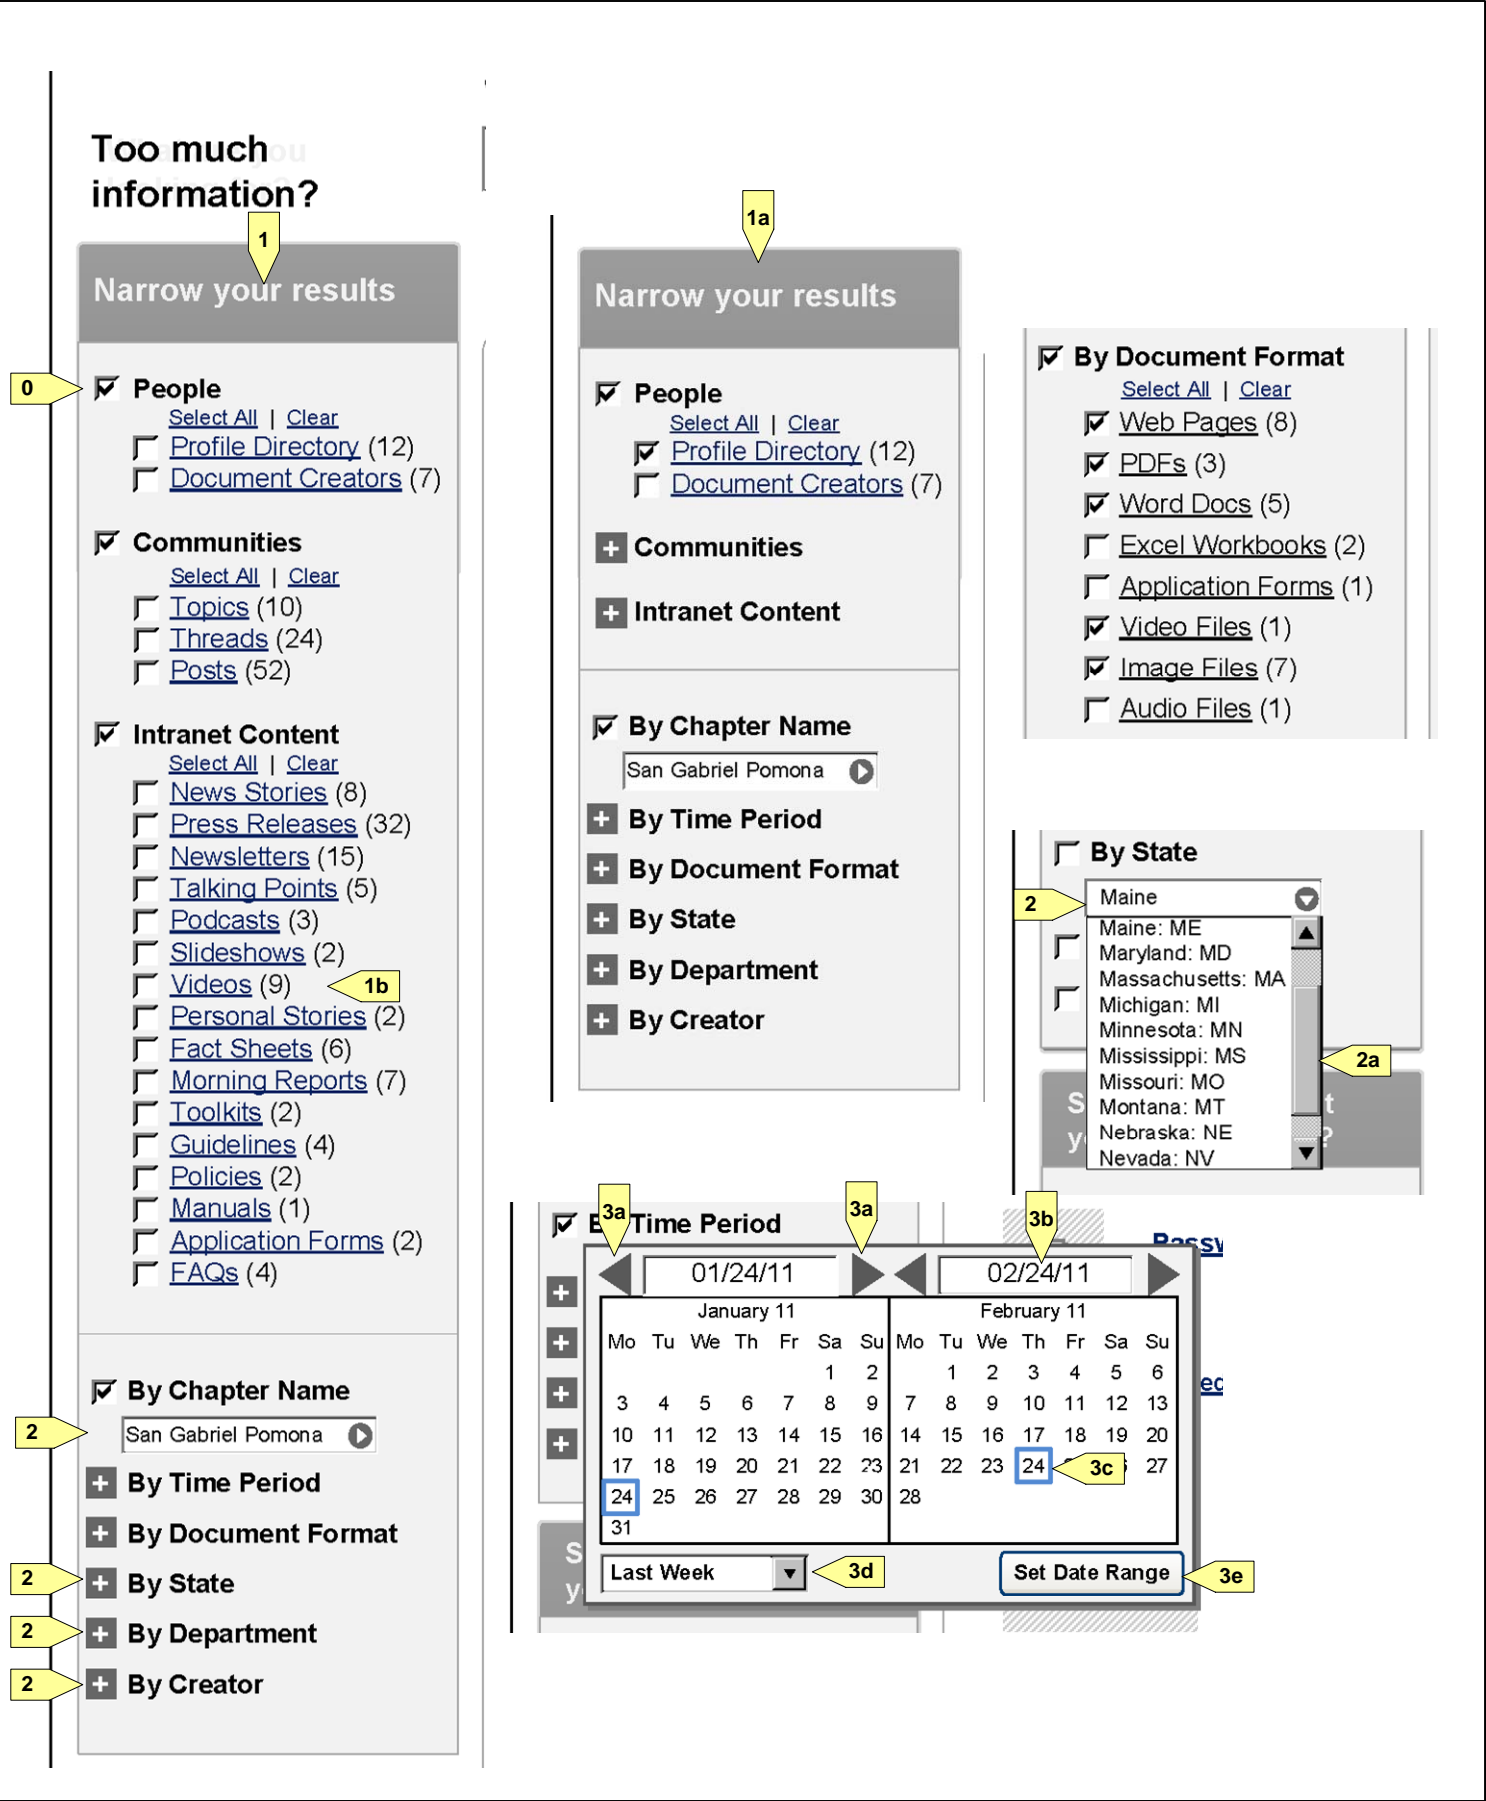 Too much
information?
1
Narrow your results
0
People
Select All | Clear
Profile Directory (12)
Document Creators (7)
Communities
Select All | Clear
Topics (10)
Threads (24)
Posts (52)
Intranet Content
Select All | Clear
News Stories (8)
Press Releases (32)
Newsletters (15)
Talking Points (5)
Podcasts (3)
Slideshows (2)
Videos (9)
1b
Personal Stories (2)
Fact Sheets (6)
Morning Reports (7)
Toolkits (2)
Guidelines (4)
Policies (2)
Manuals (1)
Application Forms (2)
FAQs (4)
By Chapter Name
2
San Gabriel Pomona
By Time Period
By Document Format
2
By State
2
By Department
2
By Creator
1a
Narrow your results
People
Select All | Clear
Profile Directory (12)
Document Creators (7)
Communities
Intranet Content
By Chapter Name
San Gabriel Pomona
By Time Period
By Document Format
By State
By Department
By Creator
By Document Format
Select All | Clear
Web Pages (8)
PDFs (3)
Word Docs (5)
Excel Workbooks (2)
Application Forms (1)
Video Files (1)
Image Files (7)
Audio Files (1)
By State
2
Maine
Maine: ME
Maryland: MD
Massachusetts: MA
Michigan: MI
Minnesota: MN
Mississippi: MS
2a
Missouri: MO
Montana: MT
Nebraska: NE
Nevada: NV
3a
3a
3b
Time Period
01/24/11
02/24/11
January 11
February 11
Mo Tu We Th Fr Sa Su Mo Tu We Th Fr Sa Su
1 2 1 2 3 4 5 6
3 4 5 6 7 8 9 7 8 9 10 11 12 13
10 11 12 13 14 15 16 14 15 16 17 18 19 20
17 18 19 20 21 22 23 21 22 23 24 3c 27
24 25 26 27 28 29 30 28
31
Last Week
3d
Set Date Range
3e